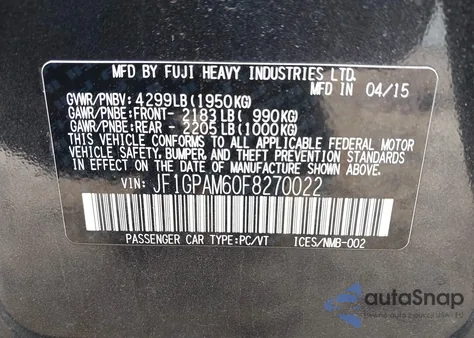 MFD BY FUJI HEAVY INDUSTRIES LTD.
MFD IN 04/15
GVWR/PNBV: 4299LB(1950KG)
GAWR/PNBE:FRONT- 2183LB( 990KG)
GAWR/PNBE:REAR - 2205LB(1000KG)
THIS VEHICLE CONFORMS TO ALL APPLICABLE FEDERAL MOTOR
VEHICLE SAFETY, BUMPER, AND THEFT PREVENTION STANDARDS
IN EFFECT ON THE DATE OF MANUFACTURE SHOWN ABOVE.
VIN: JF1GPAM60F8270022
PASSENGER CAR TYPE:PC/VT ICES/NMB-002
autoSnap